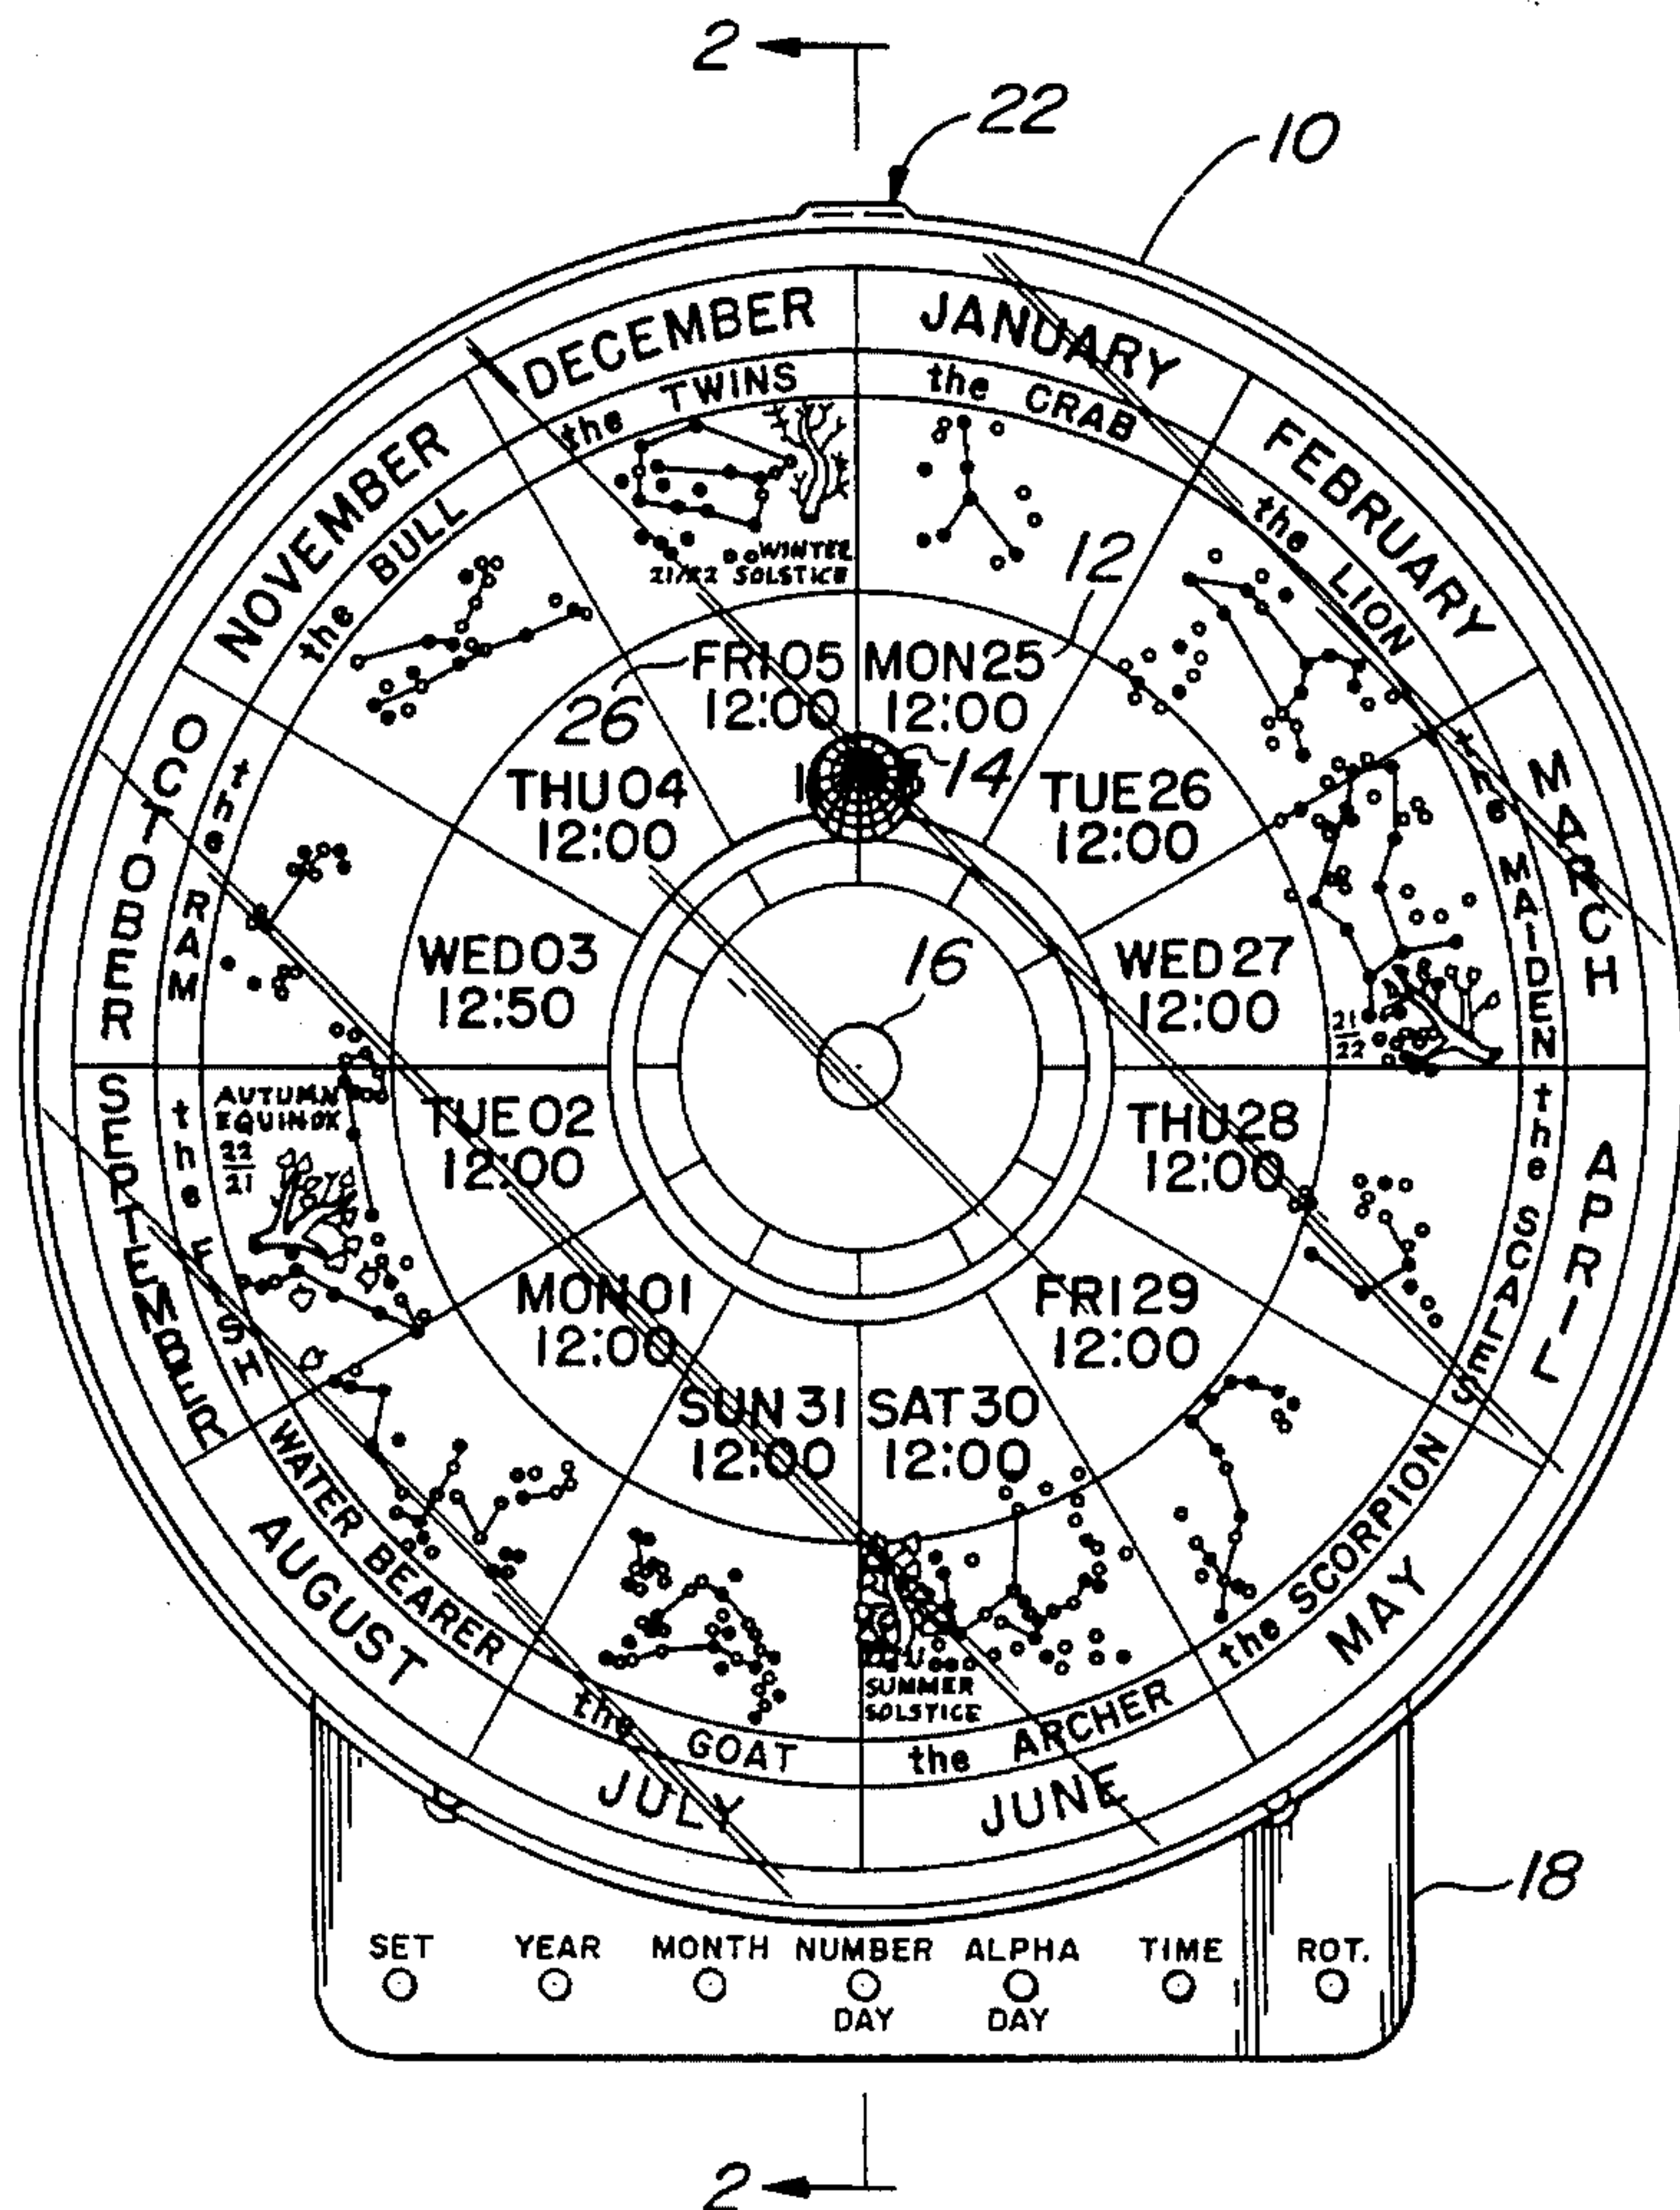 2
22
10
DECEMBER
JANUARY
FEBRUARY
MARCH
APRIL
MAY
JUNE
JULY
AUGUST
SEPTEMBER
OCTOBER
NOVEMBER
the TWINS
the CRAB
the LION
the MAIDEN
the SCALES
the SCORPION
the ARCHER
the GOAT
WATER BEARER
the FISH
the RAM
the BULL
WINTER
21/22 SOLSTICE
21
22
SUMMER
SOLSTICE
AUTUMN
EQUINOX
22
21
12
26
14
16
FRI 05
12:00
MON 25
12:00
TUE 26
12:00
WED 27
12:00
THU 28
12:00
FRI 29
12:00
SAT 30
12:00
SUN 31
12:00
MON 01
12:00
TUE 02
12:00
WED 03
12:50
THU 04
12:00
18
SET YEAR MONTH NUMBER ALPHA TIME ROT.
DAY DAY
2